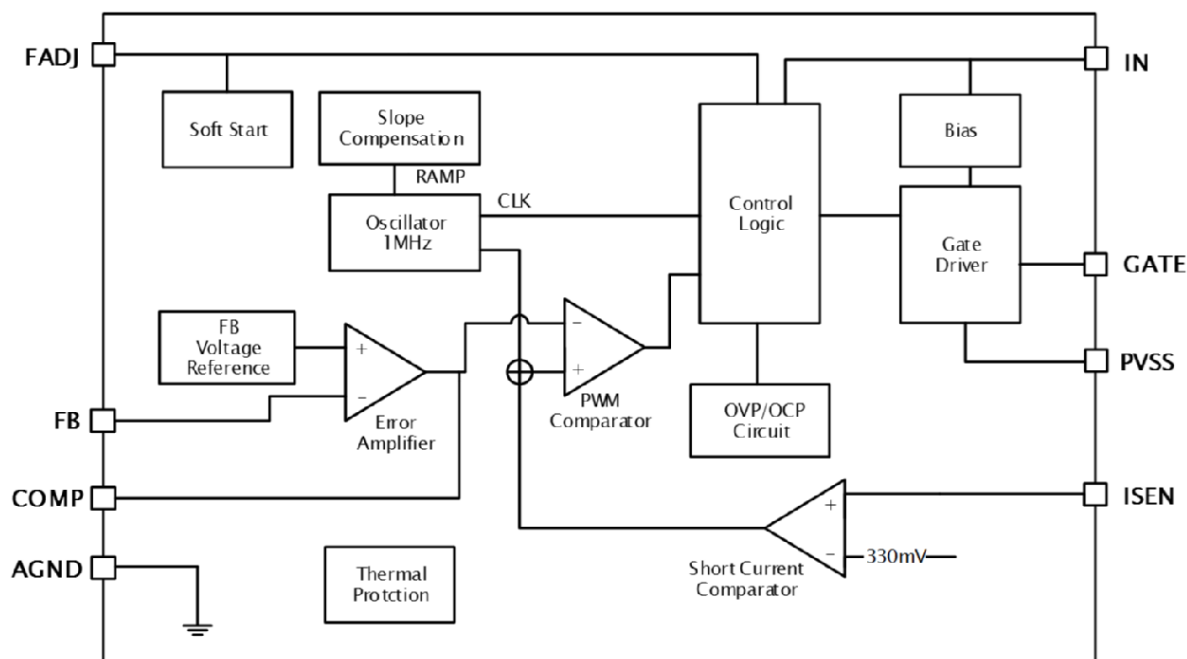 FADJ
IN
Soft Start
Slope
Compensation
Bias
RAMP
CLK
Oscillator
1MHz
Control
Logic
Gate
Driver
GATE
FB
Voltage
Reference
+
−
−
+
PWM
Comparator
PVSS
FB
Error
Amplifier
OVP/OCP
Circuit
COMP
ISEN
+
−
330mV
AGND
Thermal
Protction
Short Current
Comparator